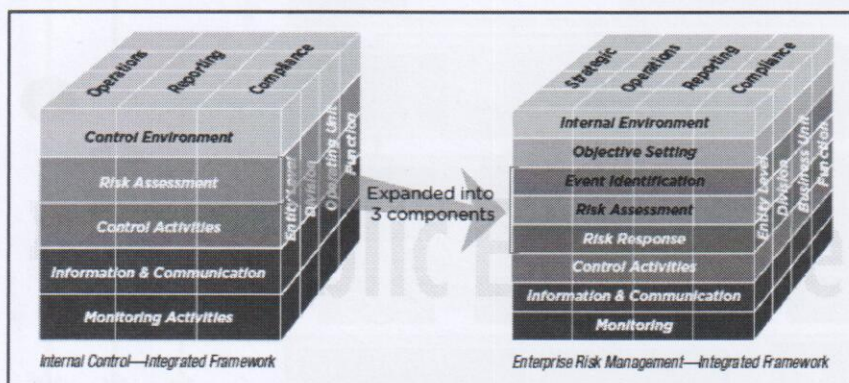 Operations
Reporting
Compliance
Control Environment
Risk Assessment
Control Activities
Information & Communication
Monitoring Activities
Entity Level
Division
Operating Unit
Function
Internal Control—Integrated Framework
Expanded into
3 components
Strategic
Operations
Reporting
Compliance
Internal Environment
Objective Setting
Event Identification
Risk Assessment
Risk Response
Control Activities
Information & Communication
Monitoring
Entity Level
Division
Business Unit
Function
Enterprise Risk Management—Integrated Framework